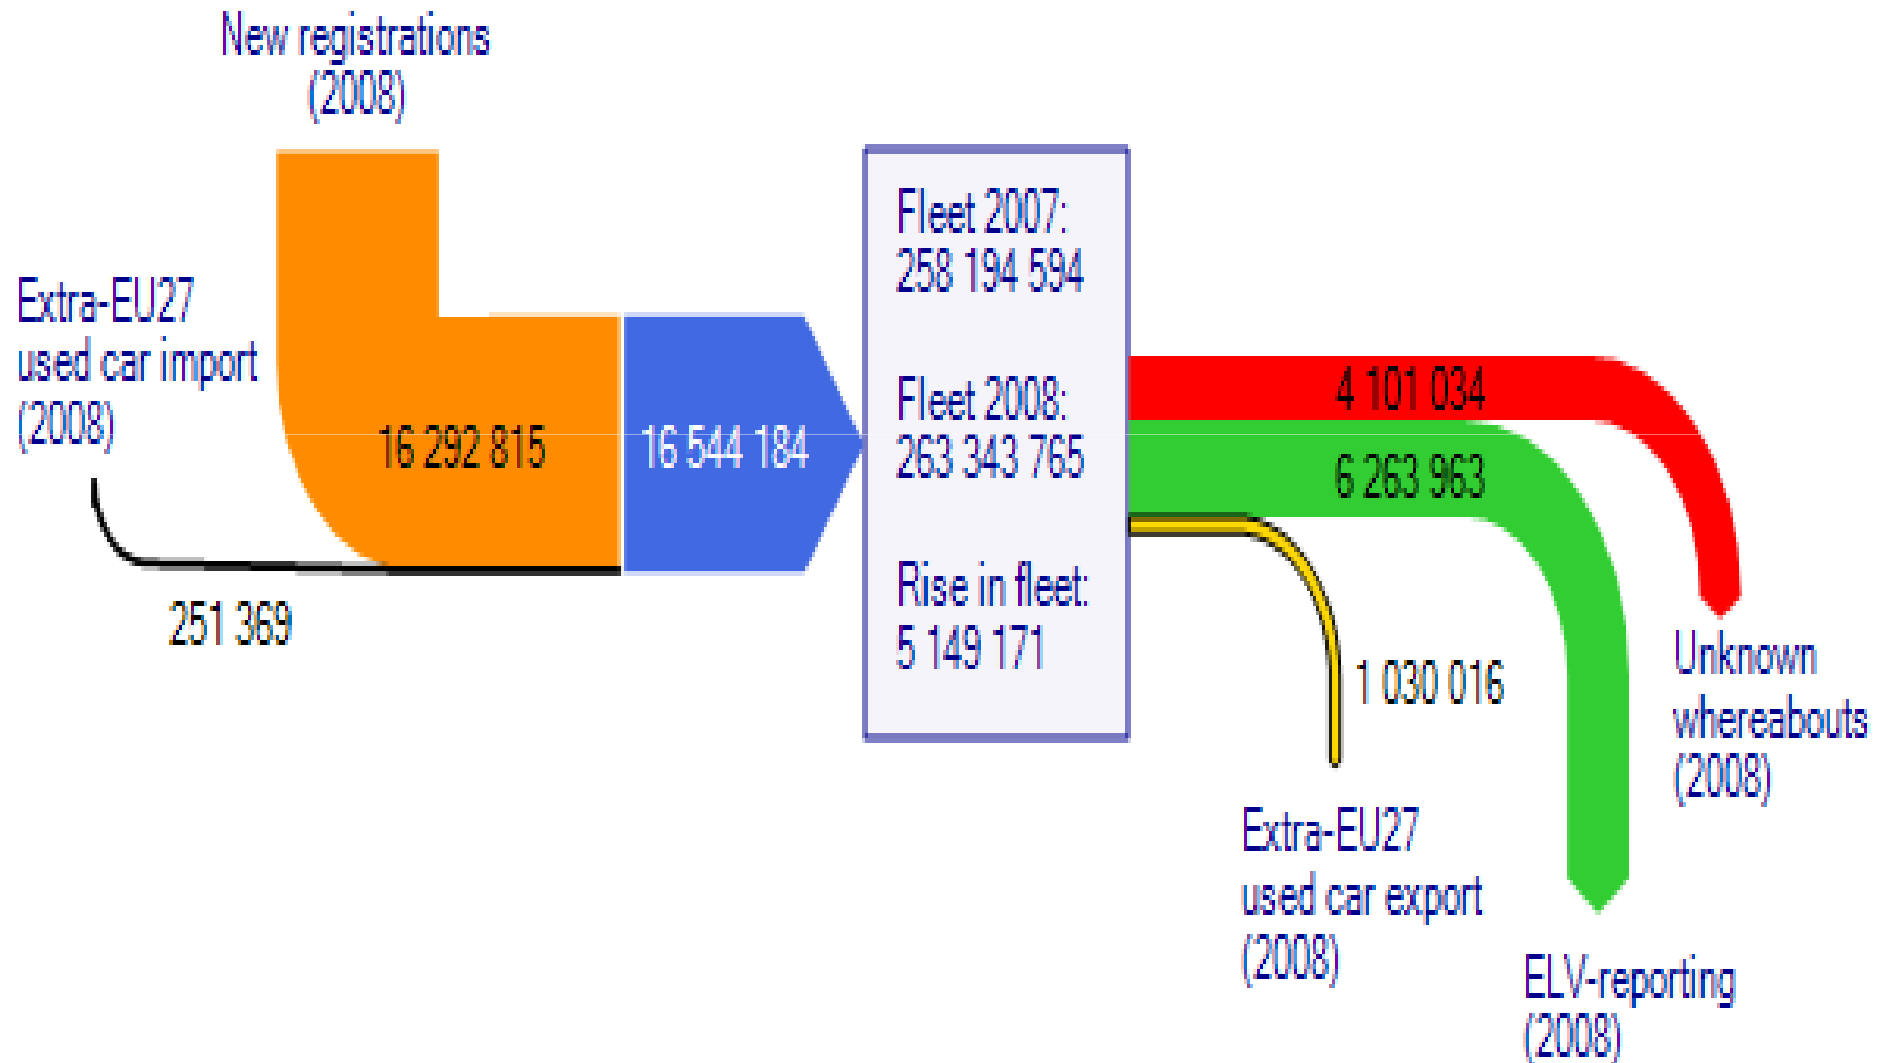 New registrations
(2008)
Extra-EU27
used car import
(2008)
251 369
16 292 815
16 544 184
Fleet 2007:
258 194 594
Fleet 2008:
263 343 765
Rise in fleet:
5 149 171
4 101 034
6 263 963
1 030 016
Unknown
whereabouts
(2008)
Extra-EU27
used car export
(2008)
ELV-reporting
(2008)